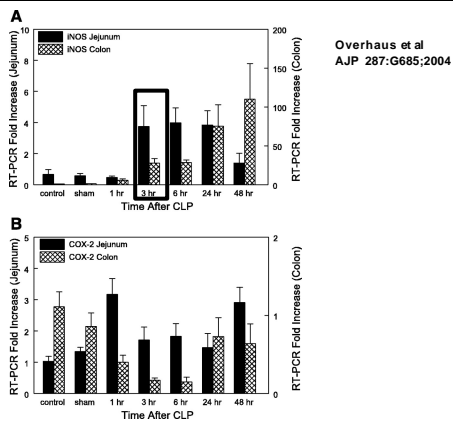 A
iNOS Jejunum
iNOS Colon
RT-PCR Fold Increase (Jejunum)
10
8
6
4
2
0
200
150
100
50
0
RT-PCR Fold Increase (Colon)
control sham 1 hr 3 hr 6 hr 24 hr 48 hr
Time After CLP
Overhaus et al
AJP 287:G685;2004
B
COX-2 Jejunum
COX-2 Colon
RT-PCR Fold Increase (Jejunum)
5
4
3
2
1
0
2
1
0
RT-PCR Fold Increase (Colon)
control sham 1 hr 3 hr 6 hr 24 hr 48 hr
Time After CLP